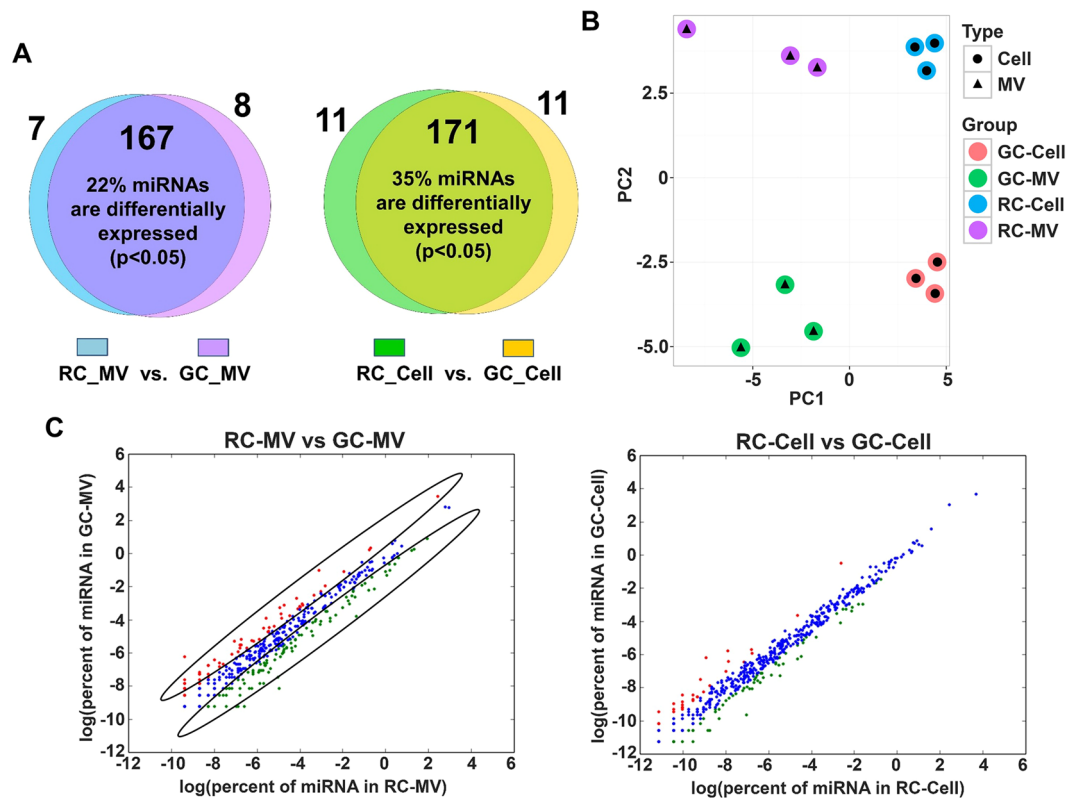 A
7
167
8
22% miRNAs
are differentially
expressed
(p<0.05)
RC_MV vs. GC_MV
11
171
11
35% miRNAs
are differentially
expressed
(p<0.05)
RC_Cell vs. GC_Cell
B
PC2
2.5
0
-2.5
-5.0
-5
0
5
PC1
Type
Cell
MV
Group
GC-Cell
GC-MV
RC-Cell
RC-MV
C
RC-MV vs GC-MV
log(percent of miRNA in GC-MV)
6
4
2
0
-2
-4
-6
-8
-10
-12
-12 -10 -8 -6 -4 -2 0 2 4 6
log(percent of miRNA in RC-MV)
RC-Cell vs GC-Cell
log(percent of miRNA in GC-Cell)
6
4
2
0
-2
-4
-6
-8
-10
-12
-12 -10 -8 -6 -4 -2 0 2 4 6
log(percent of miRNA in RC-Cell)